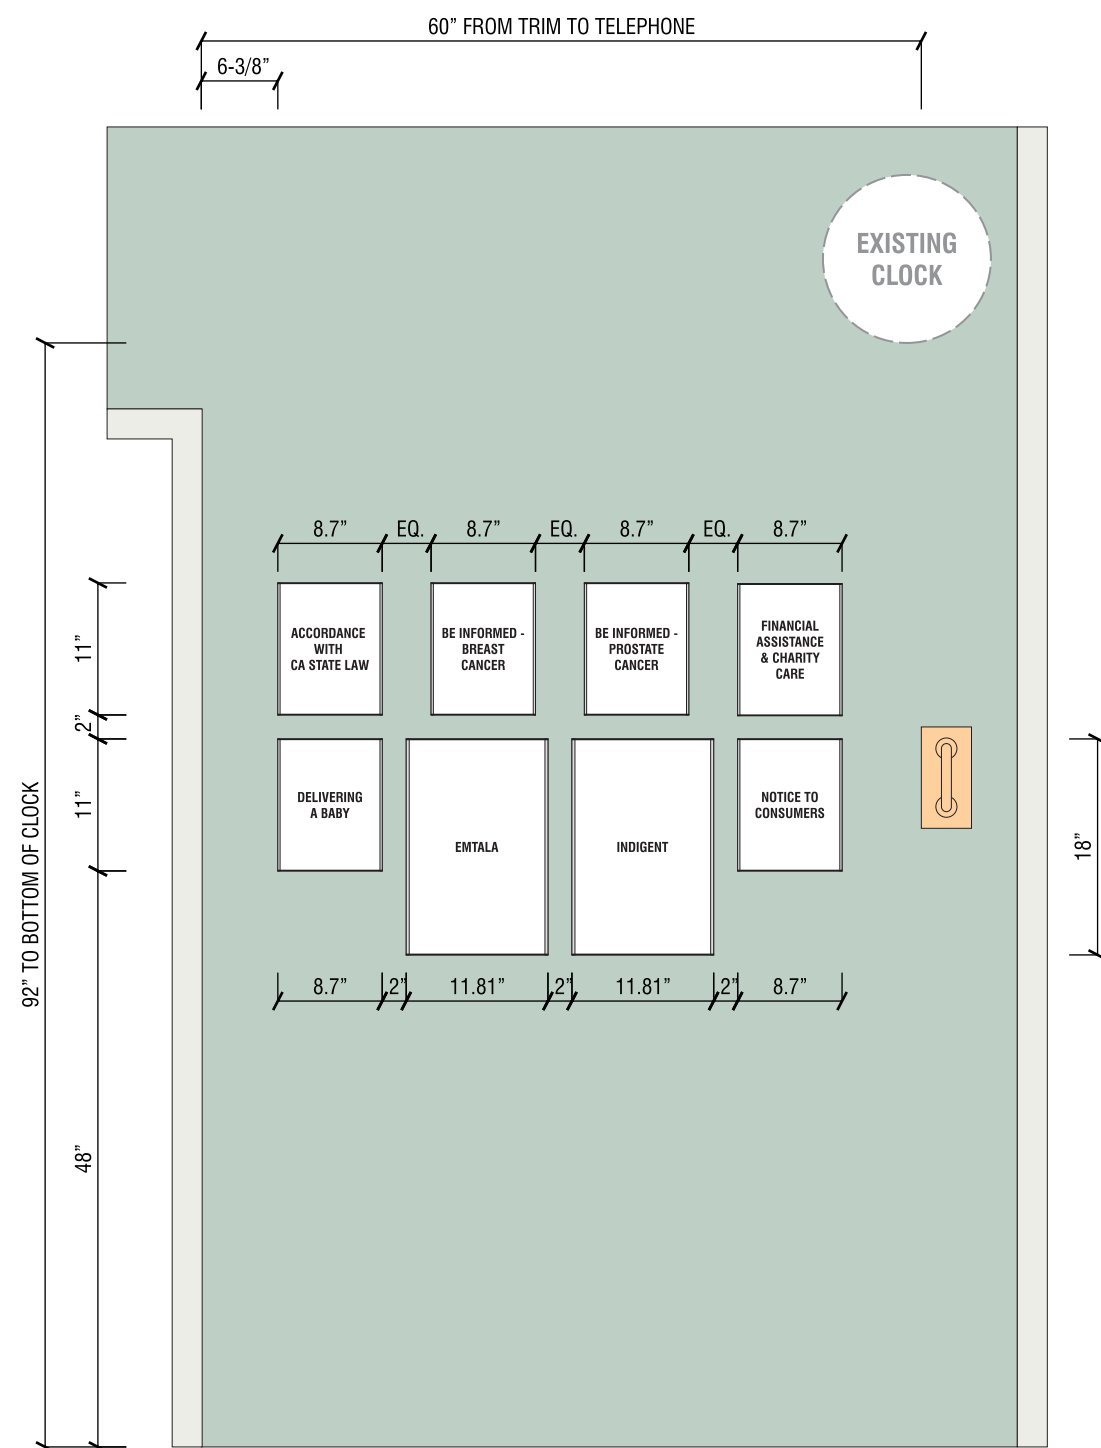 60” FROM TRIM TO TELEPHONE
6-3/8”
EXISTING
CLOCK
8.7” EQ. 8.7” EQ. 8.7” EQ. 8.7”
ACCORDANCE
WITH
CA STATE LAW
BE INFORMED -
BREAST
CANCER
BE INFORMED -
PROSTATE
CANCER
FINANCIAL
ASSISTANCE
& CHARITY
CARE
11”
2”
11”
48”
92” TO BOTTOM OF CLOCK
DELIVERING
A BABY
EMTALA
INDIGENT
NOTICE TO
CONSUMERS
18”
8.7” 2” 11.81” 2” 11.81” 2” 8.7”